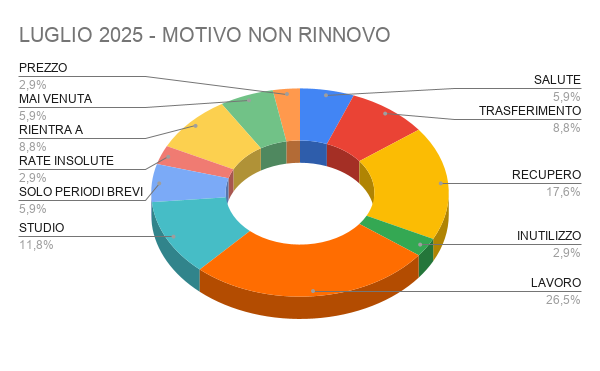 LUGLIO 2025 - MOTIVO NON RINNOVO
PREZZO
2,9%
MAI VENUTA
5,9%
RIENTRA A
8,8%
RATE INSOLUTE
2,9%
SOLO PERIODI BREVI
5,9%
STUDIO
11,8%
SALUTE
5,9%
TRASFERIMENTO
8,8%
RECUPERO
17,6%
INUTILIZZO
2,9%
LAVORO
26,5%